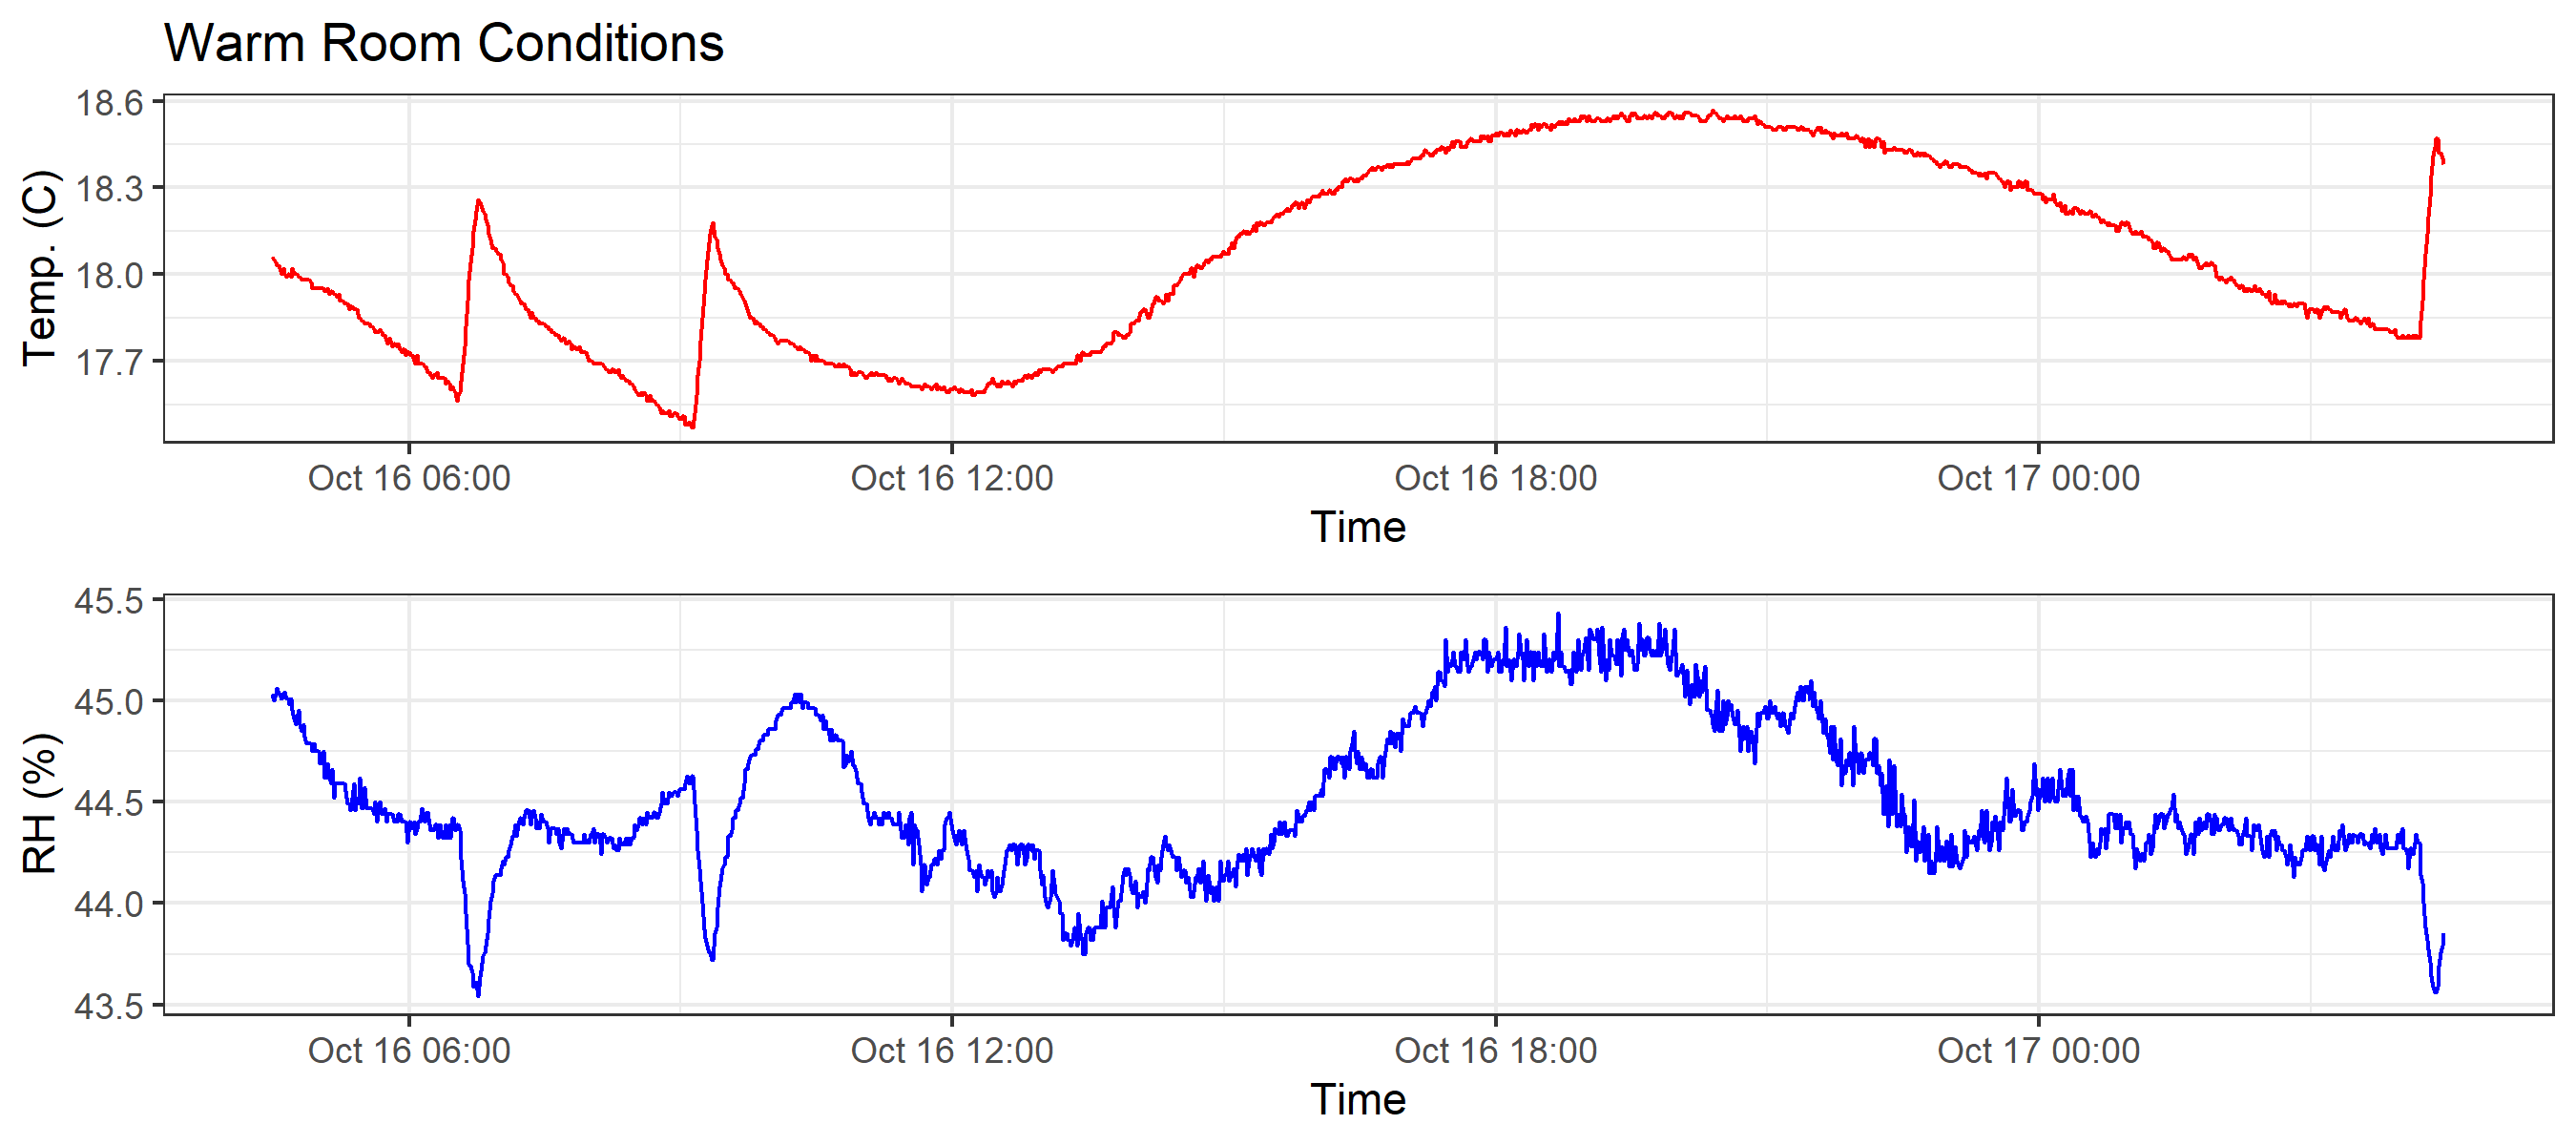 Warm Room Conditions
18.6
18.3
18.0
17.7
Temp. (C)
Oct 16 06:00 Oct 16 12:00 Oct 16 18:00 Oct 17 00:00
Time
45.5
45.0
44.5
44.0
43.5
RH (%)
Oct 16 06:00 Oct 16 12:00 Oct 16 18:00 Oct 17 00:00
Time